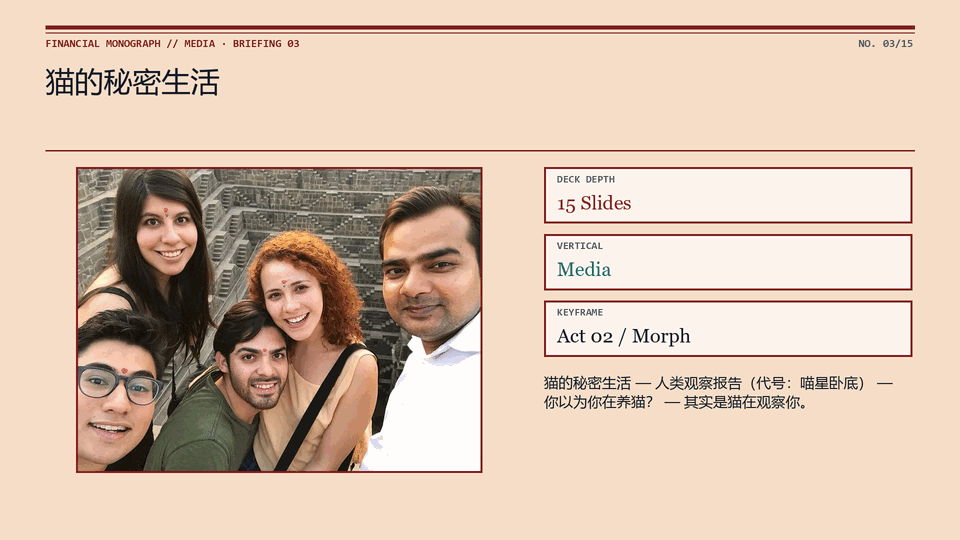 FINANCIAL MONOGRAPH // MEDIA · BRIEFING 03
NO. 03/15
猫的秘密生活
DECK DEPTH
15 Slides
VERTICAL
Media
KEYFRAME
Act 02 / Morph
猫的秘密生活 — 人类观察报告（代号：喵星卧底） —
你以为你在养猫？ — 其实是猫在观察你。